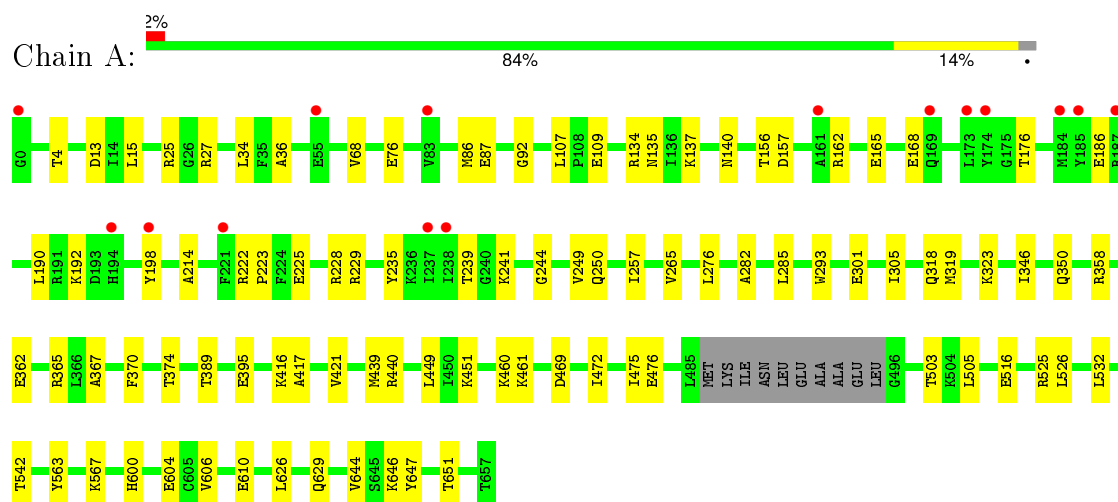 2%
Chain A:
84% 14% •
G0 T4 D13 I14 L15 R25 G26 R27 L34 F35 A36 E55 V68 E76 V83 M86 E87 G92 L107 P108 E109 R134 N135 I136 K137 N140 T156 D157 A161 R162 E165 E168 Q169 L173 Y174 G175 T176 M184 Y185 E186 R187
L190 R191 K192 D193 H194 Y198 A214 F221 R222 P223 F224 E225 R228 R229 Y235 K236 I237 I238 T239 G240 K241 G244 V249 Q250 I257 V265 L276 A282 L285 W293 E301 I305 Q318 M319 K323 I346 Q350 R358
E362 R365 L366 A367 F370 T374 T389 E395 K416 A417 V421 M439 R440 L449 I450 K451 K460 K461 D469 I472 I475 E476 L485 MET LYS ILE ASN LEU GLU ALA ALA GLU LEU G496 T503 K504 L505 E516 R525 L526 L532
T542 Y563 K567 H600 E604 C605 V606 E610 L626 Q629 V644 S645 K646 Y647 T651 T657